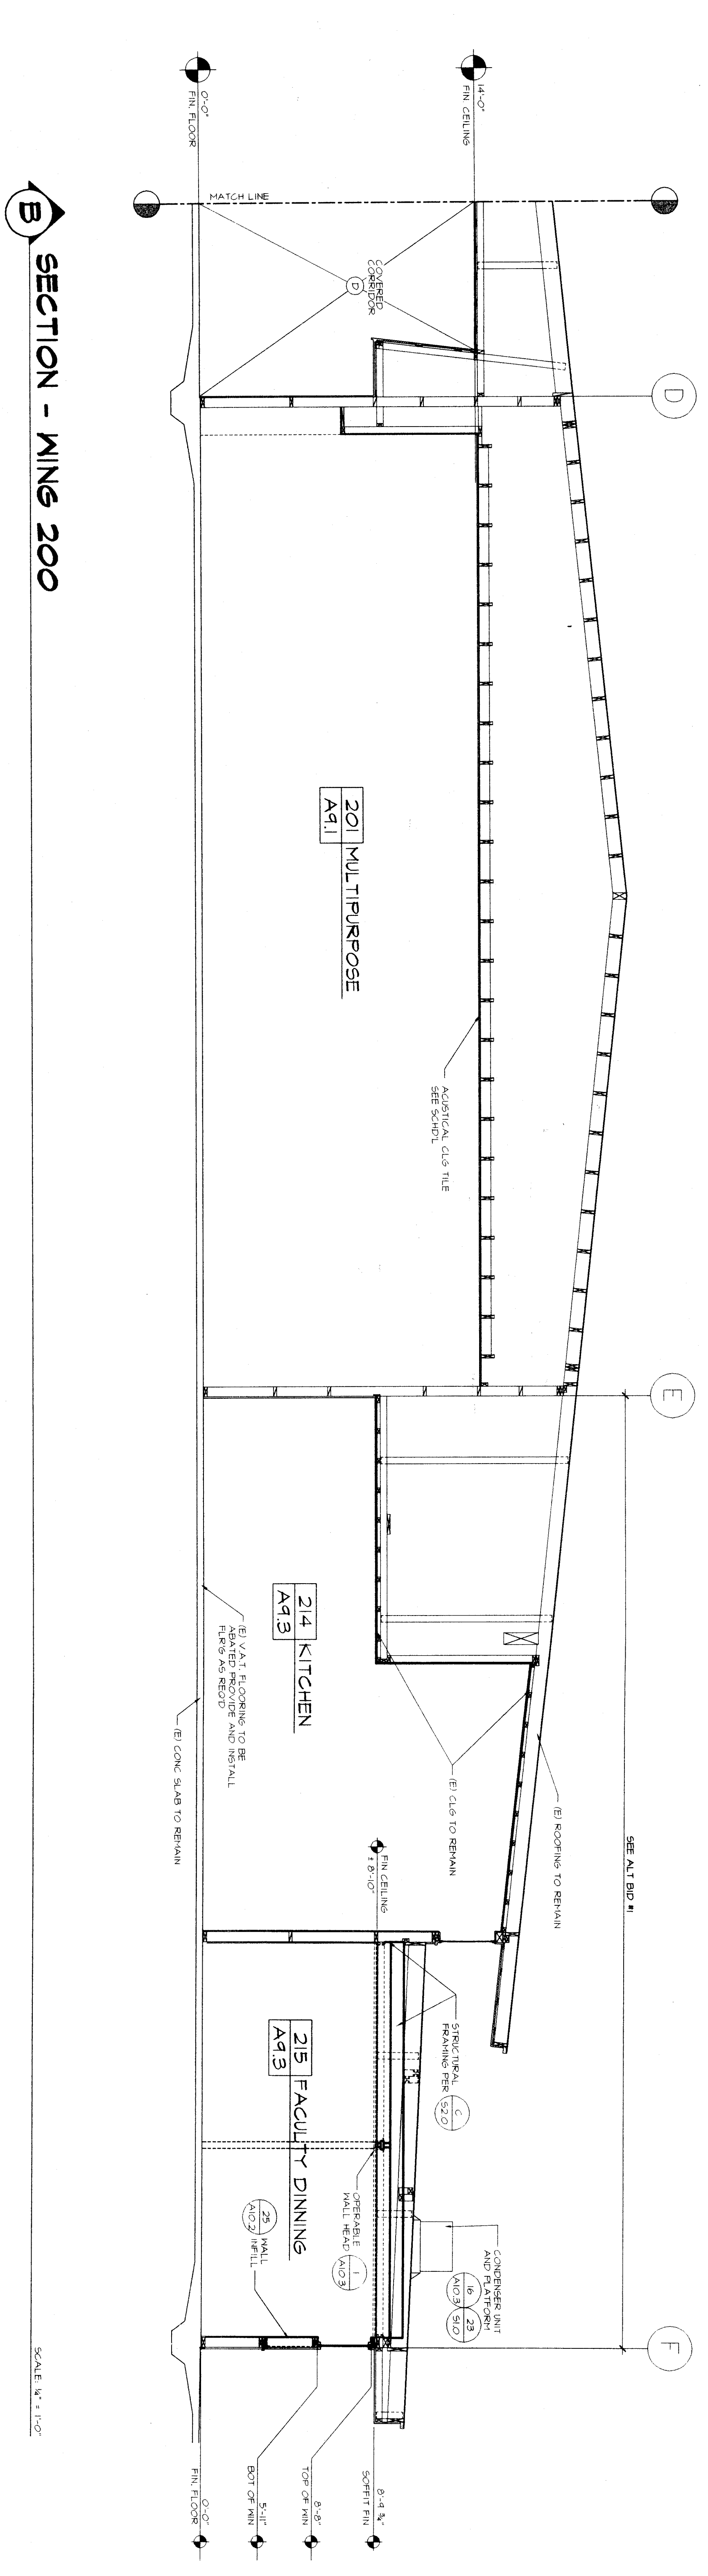 14'-0"
FIN. CEILING
0'-0"
FIN. FLOOR
MATCH LINE
COVERED
CORRIDOR
D
D
E
F
201 MULTIPURPOSE
A9.1
ACUSTICAL CLG TILE
SEE SCHD'L
214 KITCHEN
A9.3
(E) V.A.T. FLOORING TO BE
ABATED PROVIDE AND INSTALL
FLR'G AS REQ'D
(E) CONC SLAB TO REMAIN
(E) CLG TO REMAIN
(E) ROOFING TO REMAIN
SEE ALT BID #1
FIN CEILING
± 8'-10"
STRUCTURAL
FRAMING PER
C
S2.0
215 FACULTY DINNING
A9.3
OPERABLE
WALL HEAD
1
A10.3
25
A10.2
WALL
INFILL
CONDENSER UNIT
AND PLATFORM
16
A10.3
23
S1.0
8'-9 3/4"
SOFFIT FIN
8'-8"
TOP OF WIN
5'-11"
BOT OF WIN
0'-0"
FIN. FLOOR
B SECTION - WING 200
SCALE: 1/4" = 1'-0"